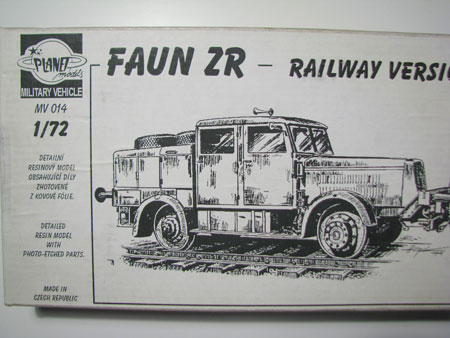 PLANET
models
MILITARY VEHICLE
MV 014
1/72
FAUN ZR – RAILWAY VERSI
DETAILNÍ
RESINOVÝ MODEL
OBSAHUJÍCÍ DÍLY
ZHOTOVENÉ
Z KOVOVÉ FÓLIE.
DETAILED
RESIN MODEL
WITH
PHOTO-ETCHED PARTS.
MADE IN
CZECH REPUBLIC